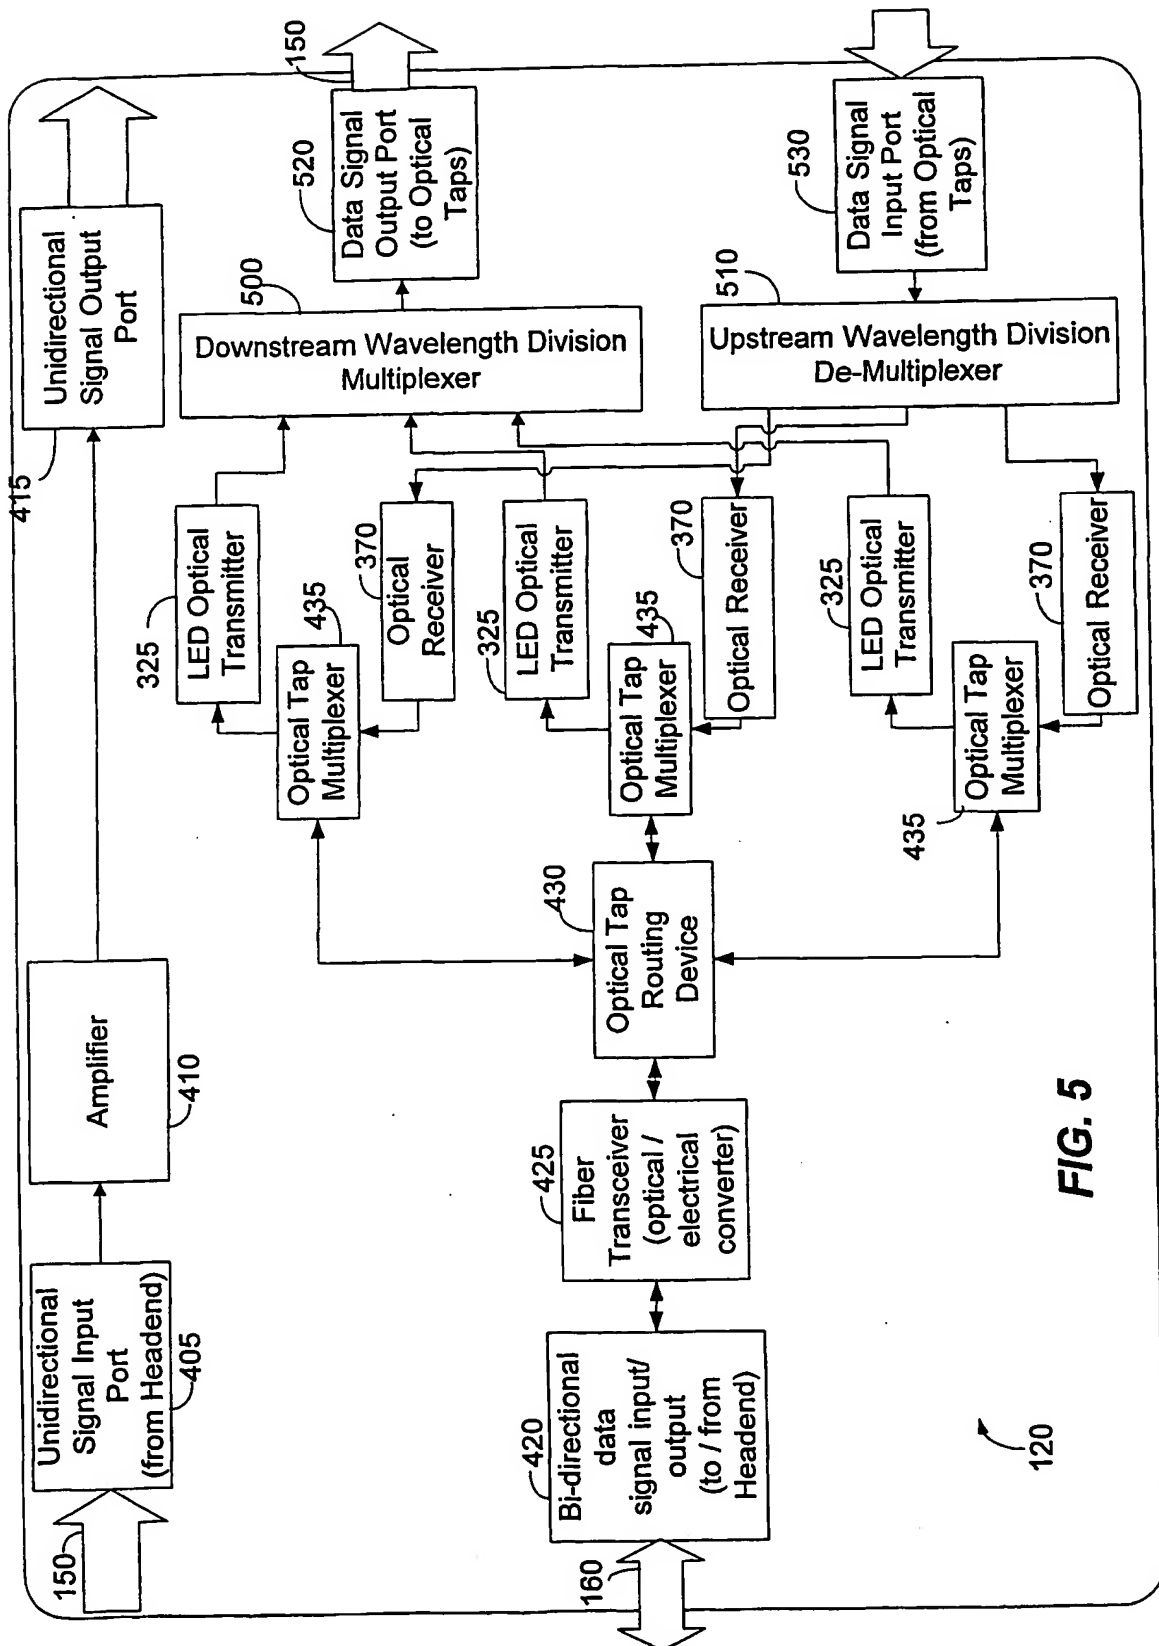 150
Unidirectional
Signal Input
Port
(from Headend)
405
Amplifier
410
415
Unidirectional
Signal Output
Port
160
420
Bi-directional
data
signal input/
output
(to / from
Headend)
425
Fiber
Transceiver
(optical /
electrical
converter)
430
Optical Tap
Routing
Device
325
LED Optical
Transmitter
435
Optical Tap
Multiplexer
370
Optical
Receiver
325
LED Optical
Transmitter
435
Optical Tap
Multiplexer
370
Optical Receiver
325
LED Optical
Transmitter
435
Optical Tap
Multiplexer
370
Optical Receiver
500
Downstream Wavelength Division
Multiplexer
510
Upstream Wavelength Division
De-Multiplexer
520
Data Signal
Output Port
(to Optical
Taps)
150
530
Data Signal
Input Port
(from Optical
Taps)
120
FIG. 5